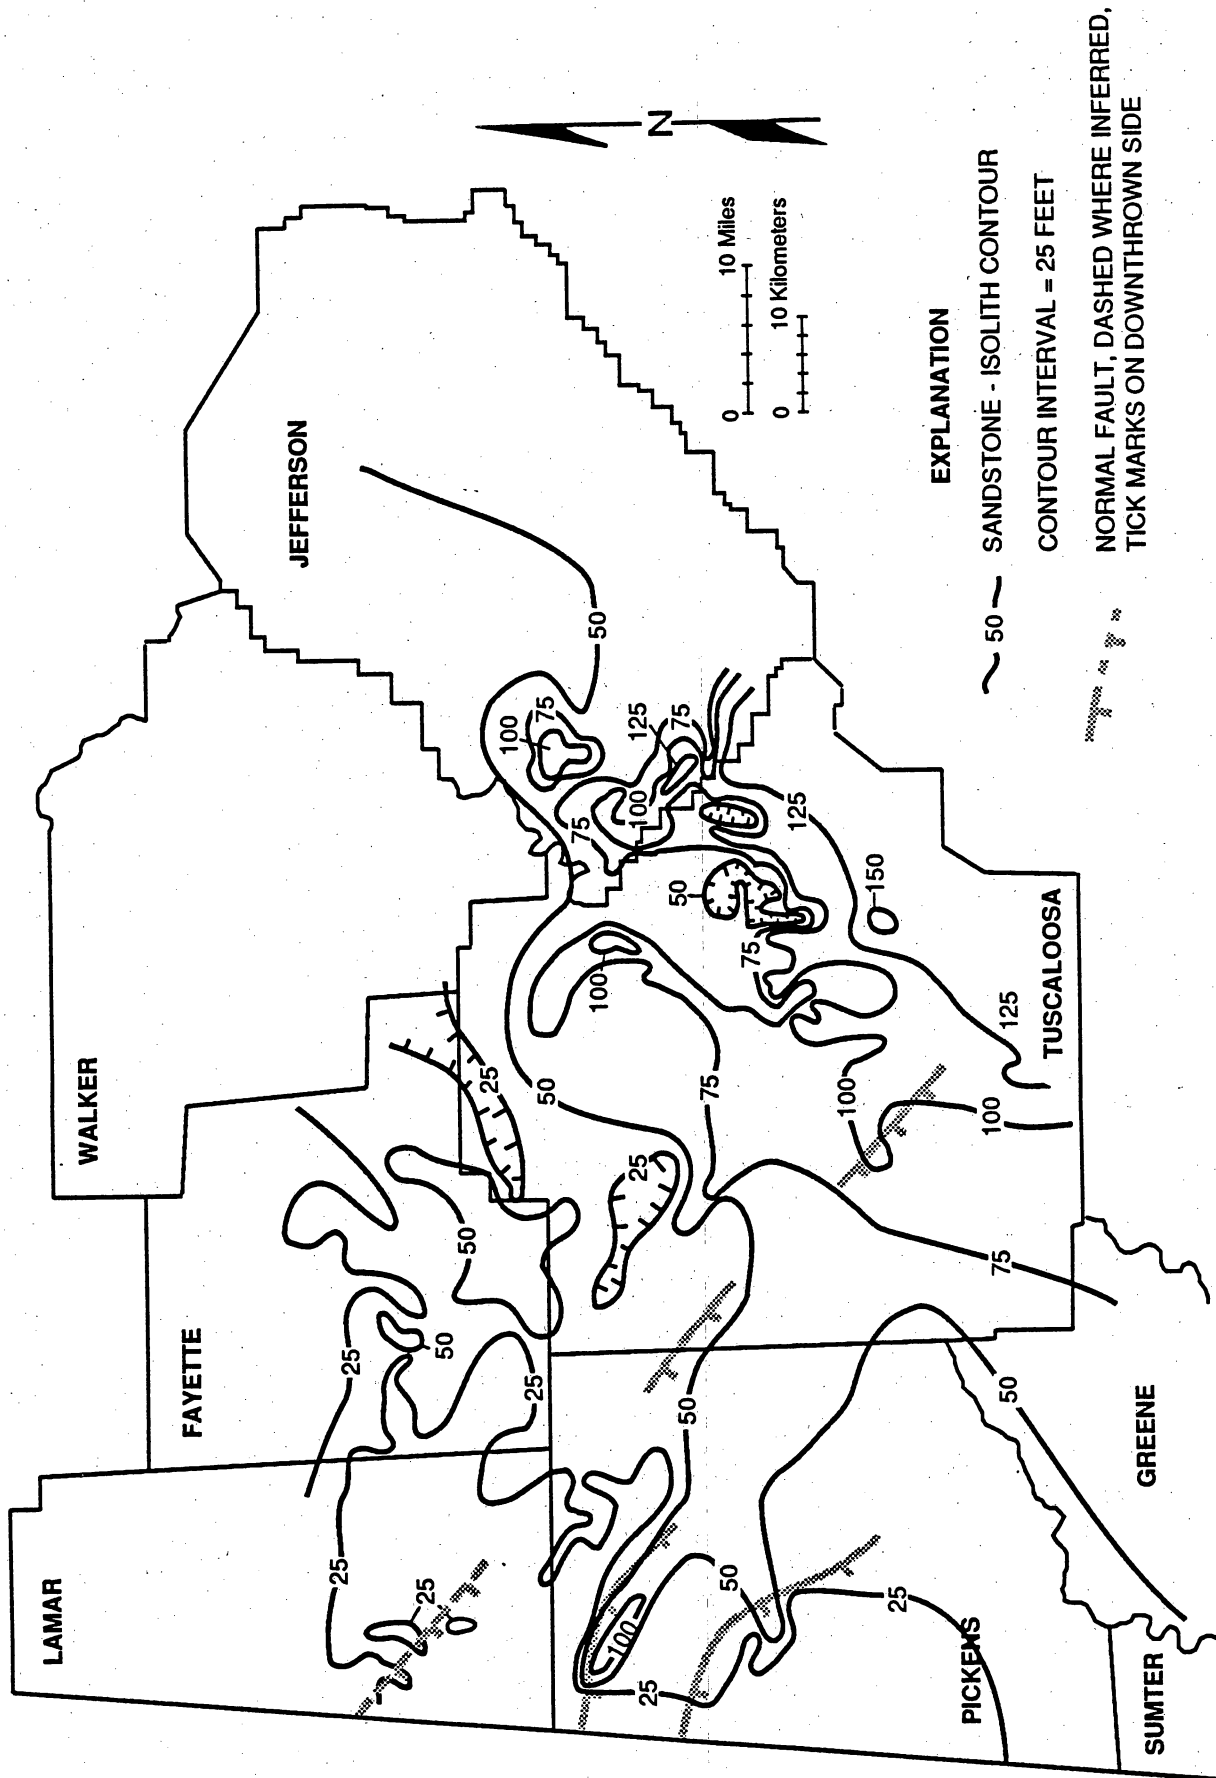 LAMAR
WALKER
FAYETTE
JEFFERSON
25
25
25
50
50
25
100
25
50
75
75
100
50
100
100
125
25
50
75
50
75
25
50
75
125
100
150
25
PICKENS
100
75
50
125
TUSCALOOSA
GREENE
SUMTER
N
0 10 Miles
0 10 Kilometers
EXPLANATION
50 SANDSTONE - ISOLITH CONTOUR
CONTOUR INTERVAL = 25 FEET
NORMAL FAULT, DASHED WHERE INFERRED,
TICK MARKS ON DOWNTHROWN SIDE